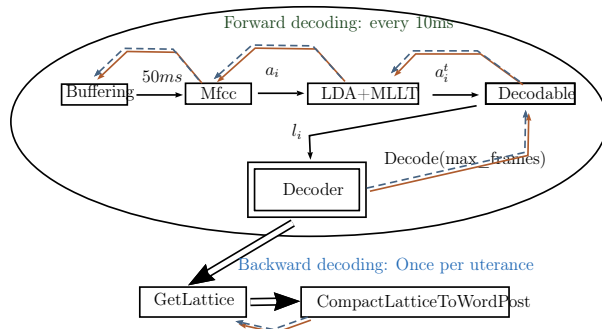 Forward decoding: every 10ms
Buffering
50ms
Mfcc
a_i
LDA+MLLT
a_i^t
Decodable
l_i
Decode(max_frames)
Decoder
Backward decoding: Once per uterance
GetLattice
CompactLatticeToWordPost